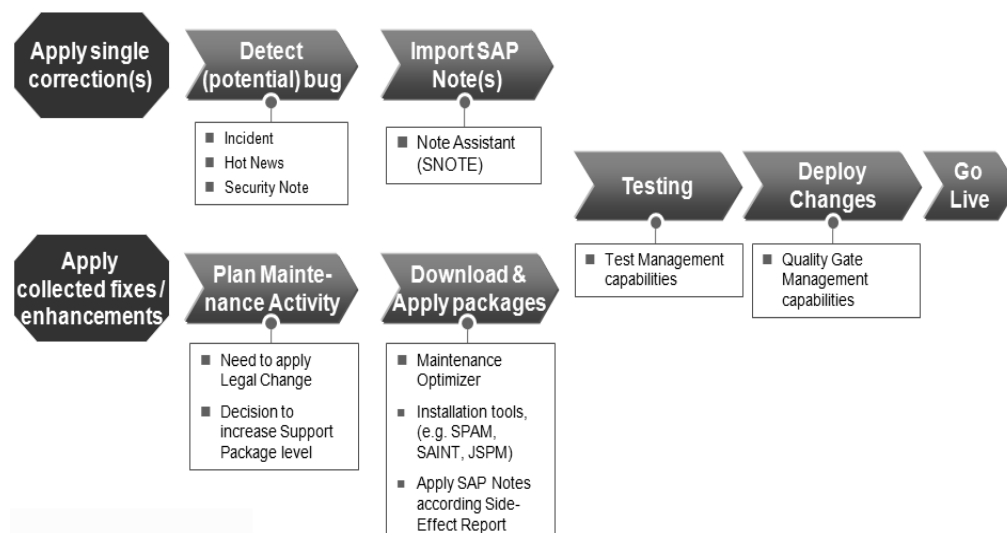 Apply single
correction(s)
Detect
(potential) bug
Incident
Hot News
Security Note
Import SAP
Note(s)
Note Assistant
(SNOTE)
Apply
collected fixes /
enhancements
Plan Mainte-
nance Activity
Need to apply
Legal Change
Decision to
increase Support
Package level
Download &
Apply packages
Maintenance
Optimizer
Installation tools,
(e.g. SPAM,
SAINT, JSPM)
Apply SAP Notes
according Side-
Effect Report
Testing
Test Management
capabilities
Deploy
Changes
Quality Gate
Management
capabilities
Go
Live